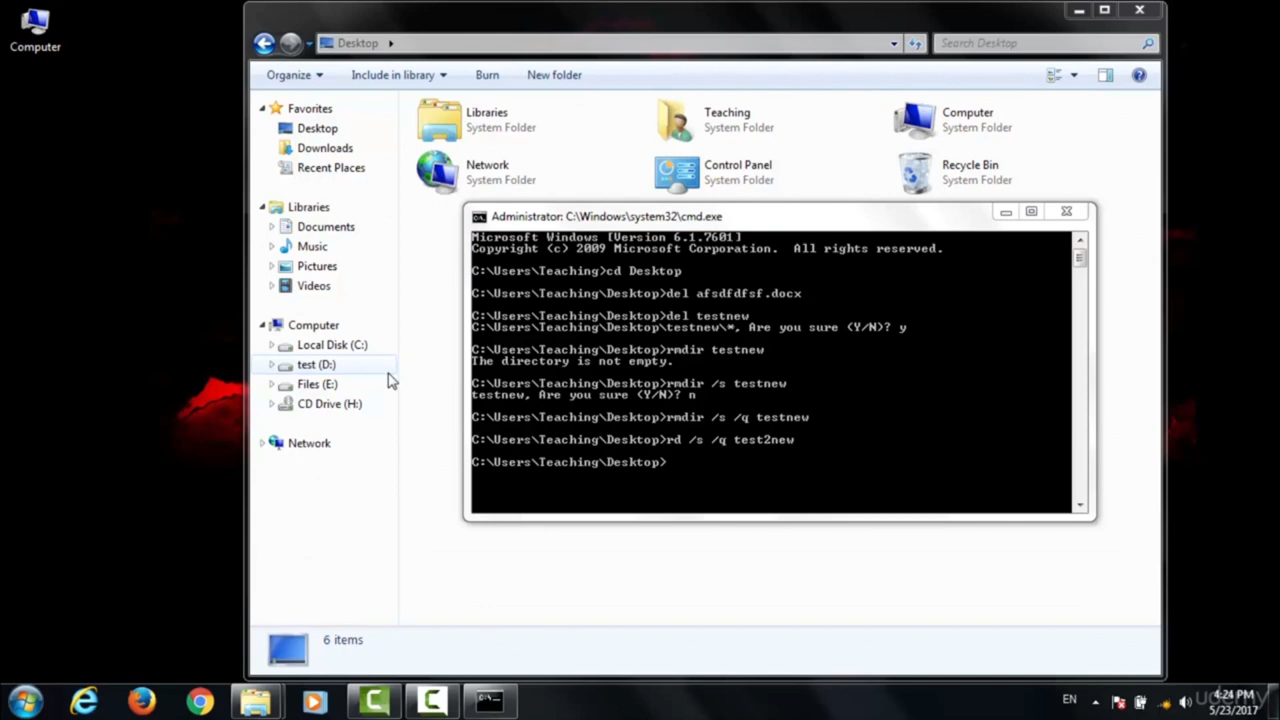 Computer
Desktop
Search Desktop
Organize
Include in library
Burn
New folder
Favorites
Desktop
Downloads
Recent Places
Libraries
Documents
Music
Pictures
Videos
Computer
Local Disk (C:)
test (D:)
Files (E:)
CD Drive (H:)
Network
Libraries
System Folder
Teaching
System Folder
Computer
System Folder
Network
System Folder
Control Panel
System Folder
Recycle Bin
System Folder
Administrator: C:\Windows\system32\cmd.exe
Microsoft Windows [Version 6.1.7601]
Copyright (c) 2009 Microsoft Corporation.  All rights reserved.
C:\Users\Teaching>cd Desktop
C:\Users\Teaching\Desktop>del afsdfdfsf.docx
C:\Users\Teaching\Desktop>del testnew
C:\Users\Teaching\Desktop\testnew\*, Are you sure (Y/N)? y
C:\Users\Teaching\Desktop>rmdir testnew
The directory is not empty.
C:\Users\Teaching\Desktop>rmdir /s testnew
testnew, Are you sure (Y/N)? n
C:\Users\Teaching\Desktop>rmdir /s /q testnew
C:\Users\Teaching\Desktop>rd /s /q test2new
C:\Users\Teaching\Desktop>
6 items
EN
4:24 PM
5/23/2017
udemy